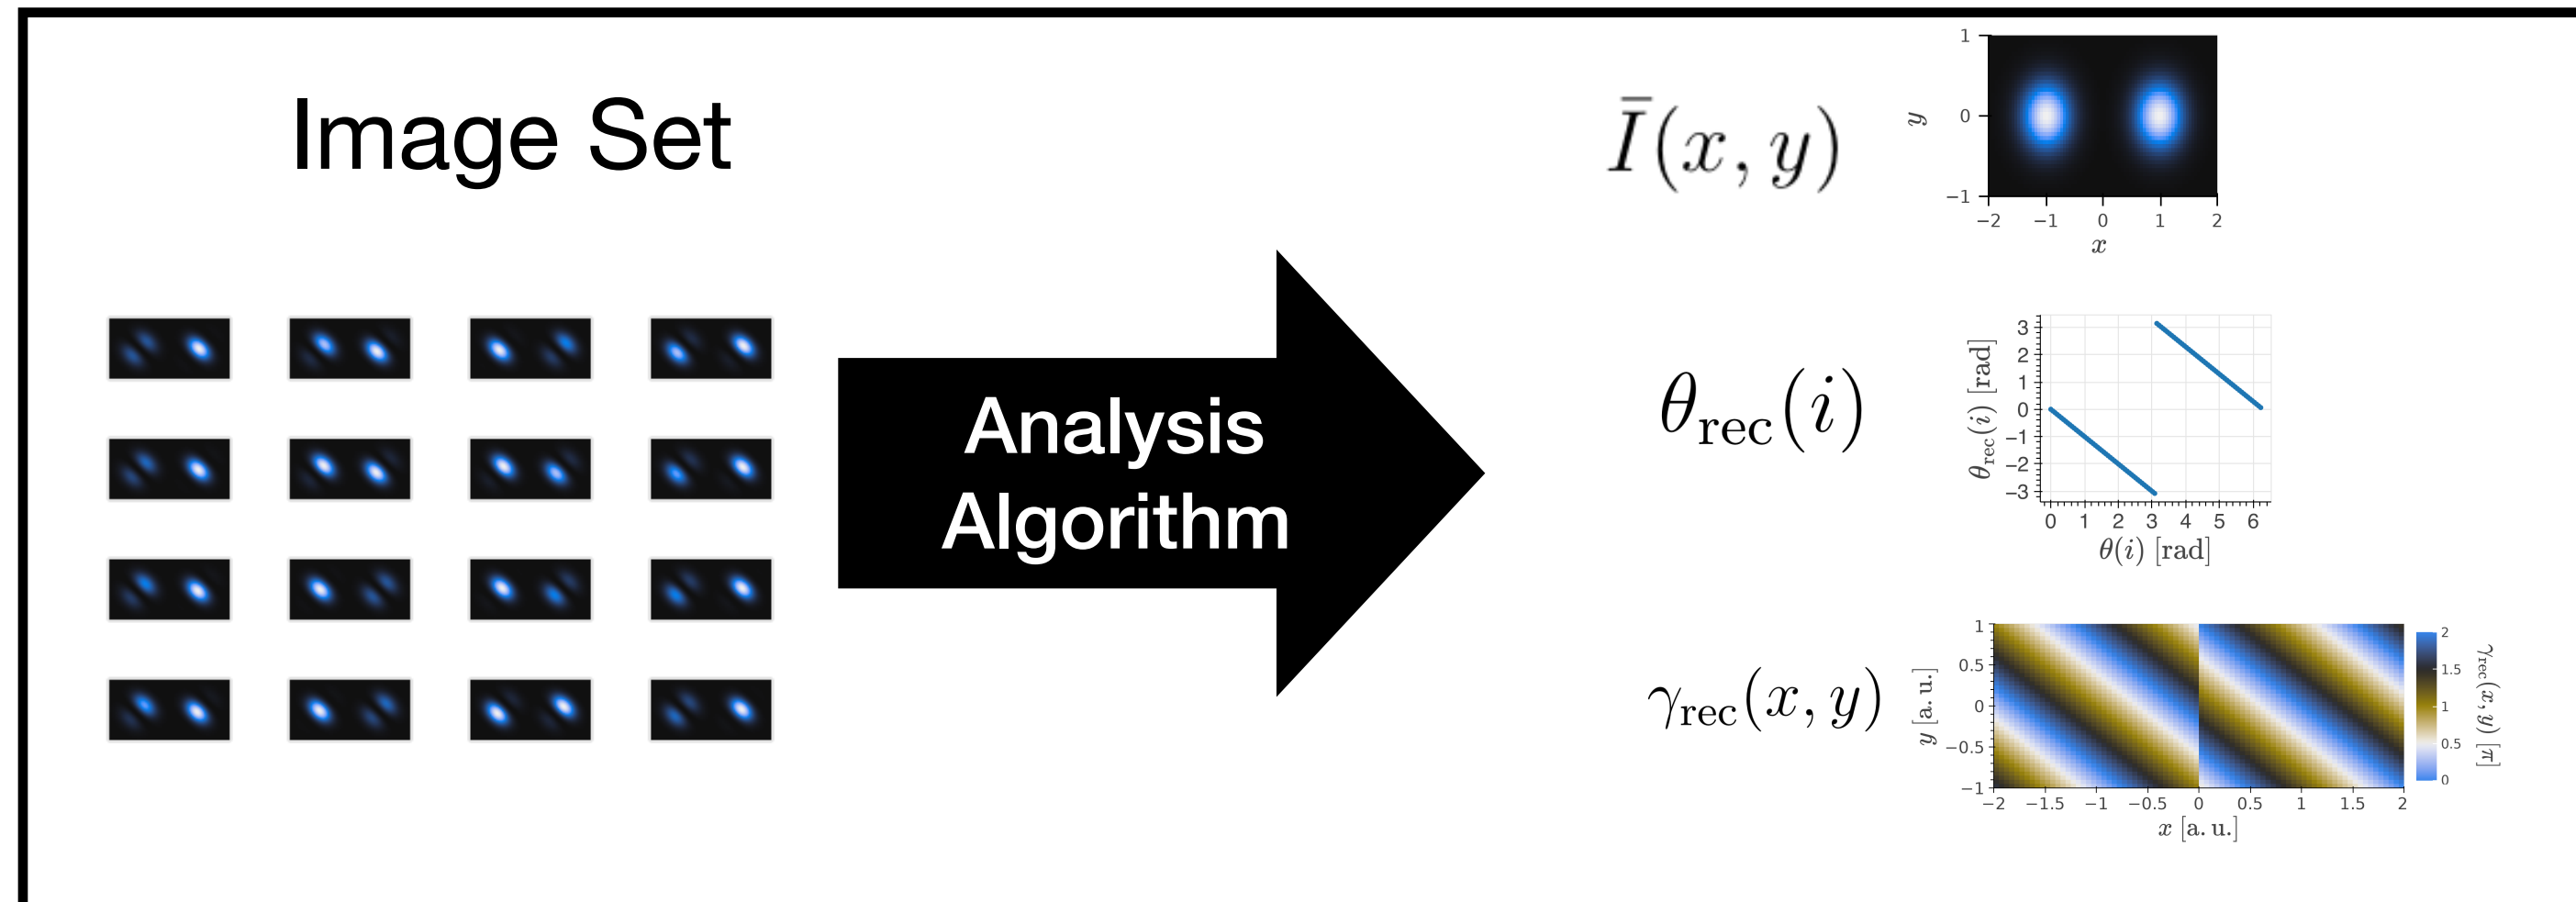 Image Set
Analysis
Algorithm
Ī(x, y)
1
0
−1
y
−2 −1 0 1 2
x
θrec(i)
3
2
1
0
−1
−2
−3
θrec(i) [rad]
0 1 2 3 4 5 6
θ(i) [rad]
γrec(x, y)
1
0.5
0
−0.5
−1
y [a. u.]
−2 −1.5 −1 −0.5 0 0.5 1 1.5 2
x [a. u.]
2
1.5
1
0.5
0
γrec(x, y) [π]